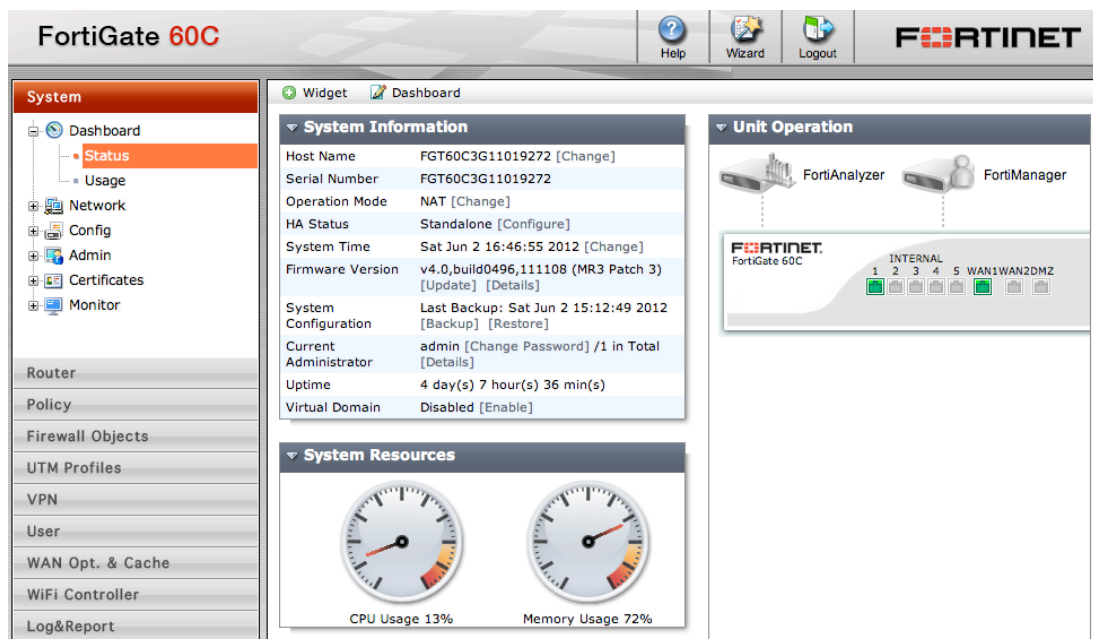 FortiGate 60C
Help
Wizard
Logout
FORTINET
System
Dashboard
Status
Usage
Network
Config
Admin
Certificates
Monitor
Router
Policy
Firewall Objects
UTM Profiles
VPN
User
WAN Opt. & Cache
WiFi Controller
Log&Report
Widget Dashboard
System Information
Host Name FGT60C3G11019272 [Change]
Serial Number FGT60C3G11019272
Operation Mode NAT [Change]
HA Status Standalone [Configure]
System Time Sat Jun 2 16:46:55 2012 [Change]
Firmware Version v4.0,build0496,111108 (MR3 Patch 3)
[Update] [Details]
System Last Backup: Sat Jun 2 15:12:49 2012
Configuration [Backup] [Restore]
Current admin [Change Password] /1 in Total
Administrator [Details]
Uptime 4 day(s) 7 hour(s) 36 min(s)
Virtual Domain Disabled [Enable]
System Resources
CPU Usage 13% Memory Usage 72%
Unit Operation
FortiAnalyzer FortiManager
FORTINET.
FortiGate 60C
INTERNAL
1 2 3 4 5 WAN1 WAN2 DMZ